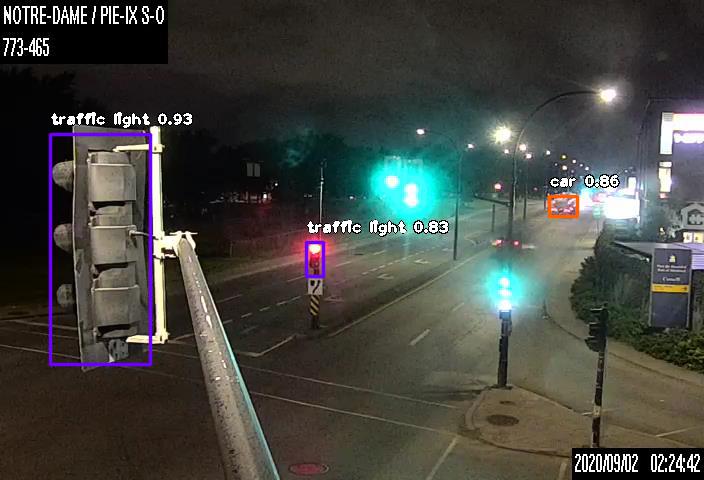 NOTRE-DAME / PIE-IX S-O
773-465
traffic light 0.93
car 0.86
traffic light 0.83
Canada
2020/09/02 02:24:42